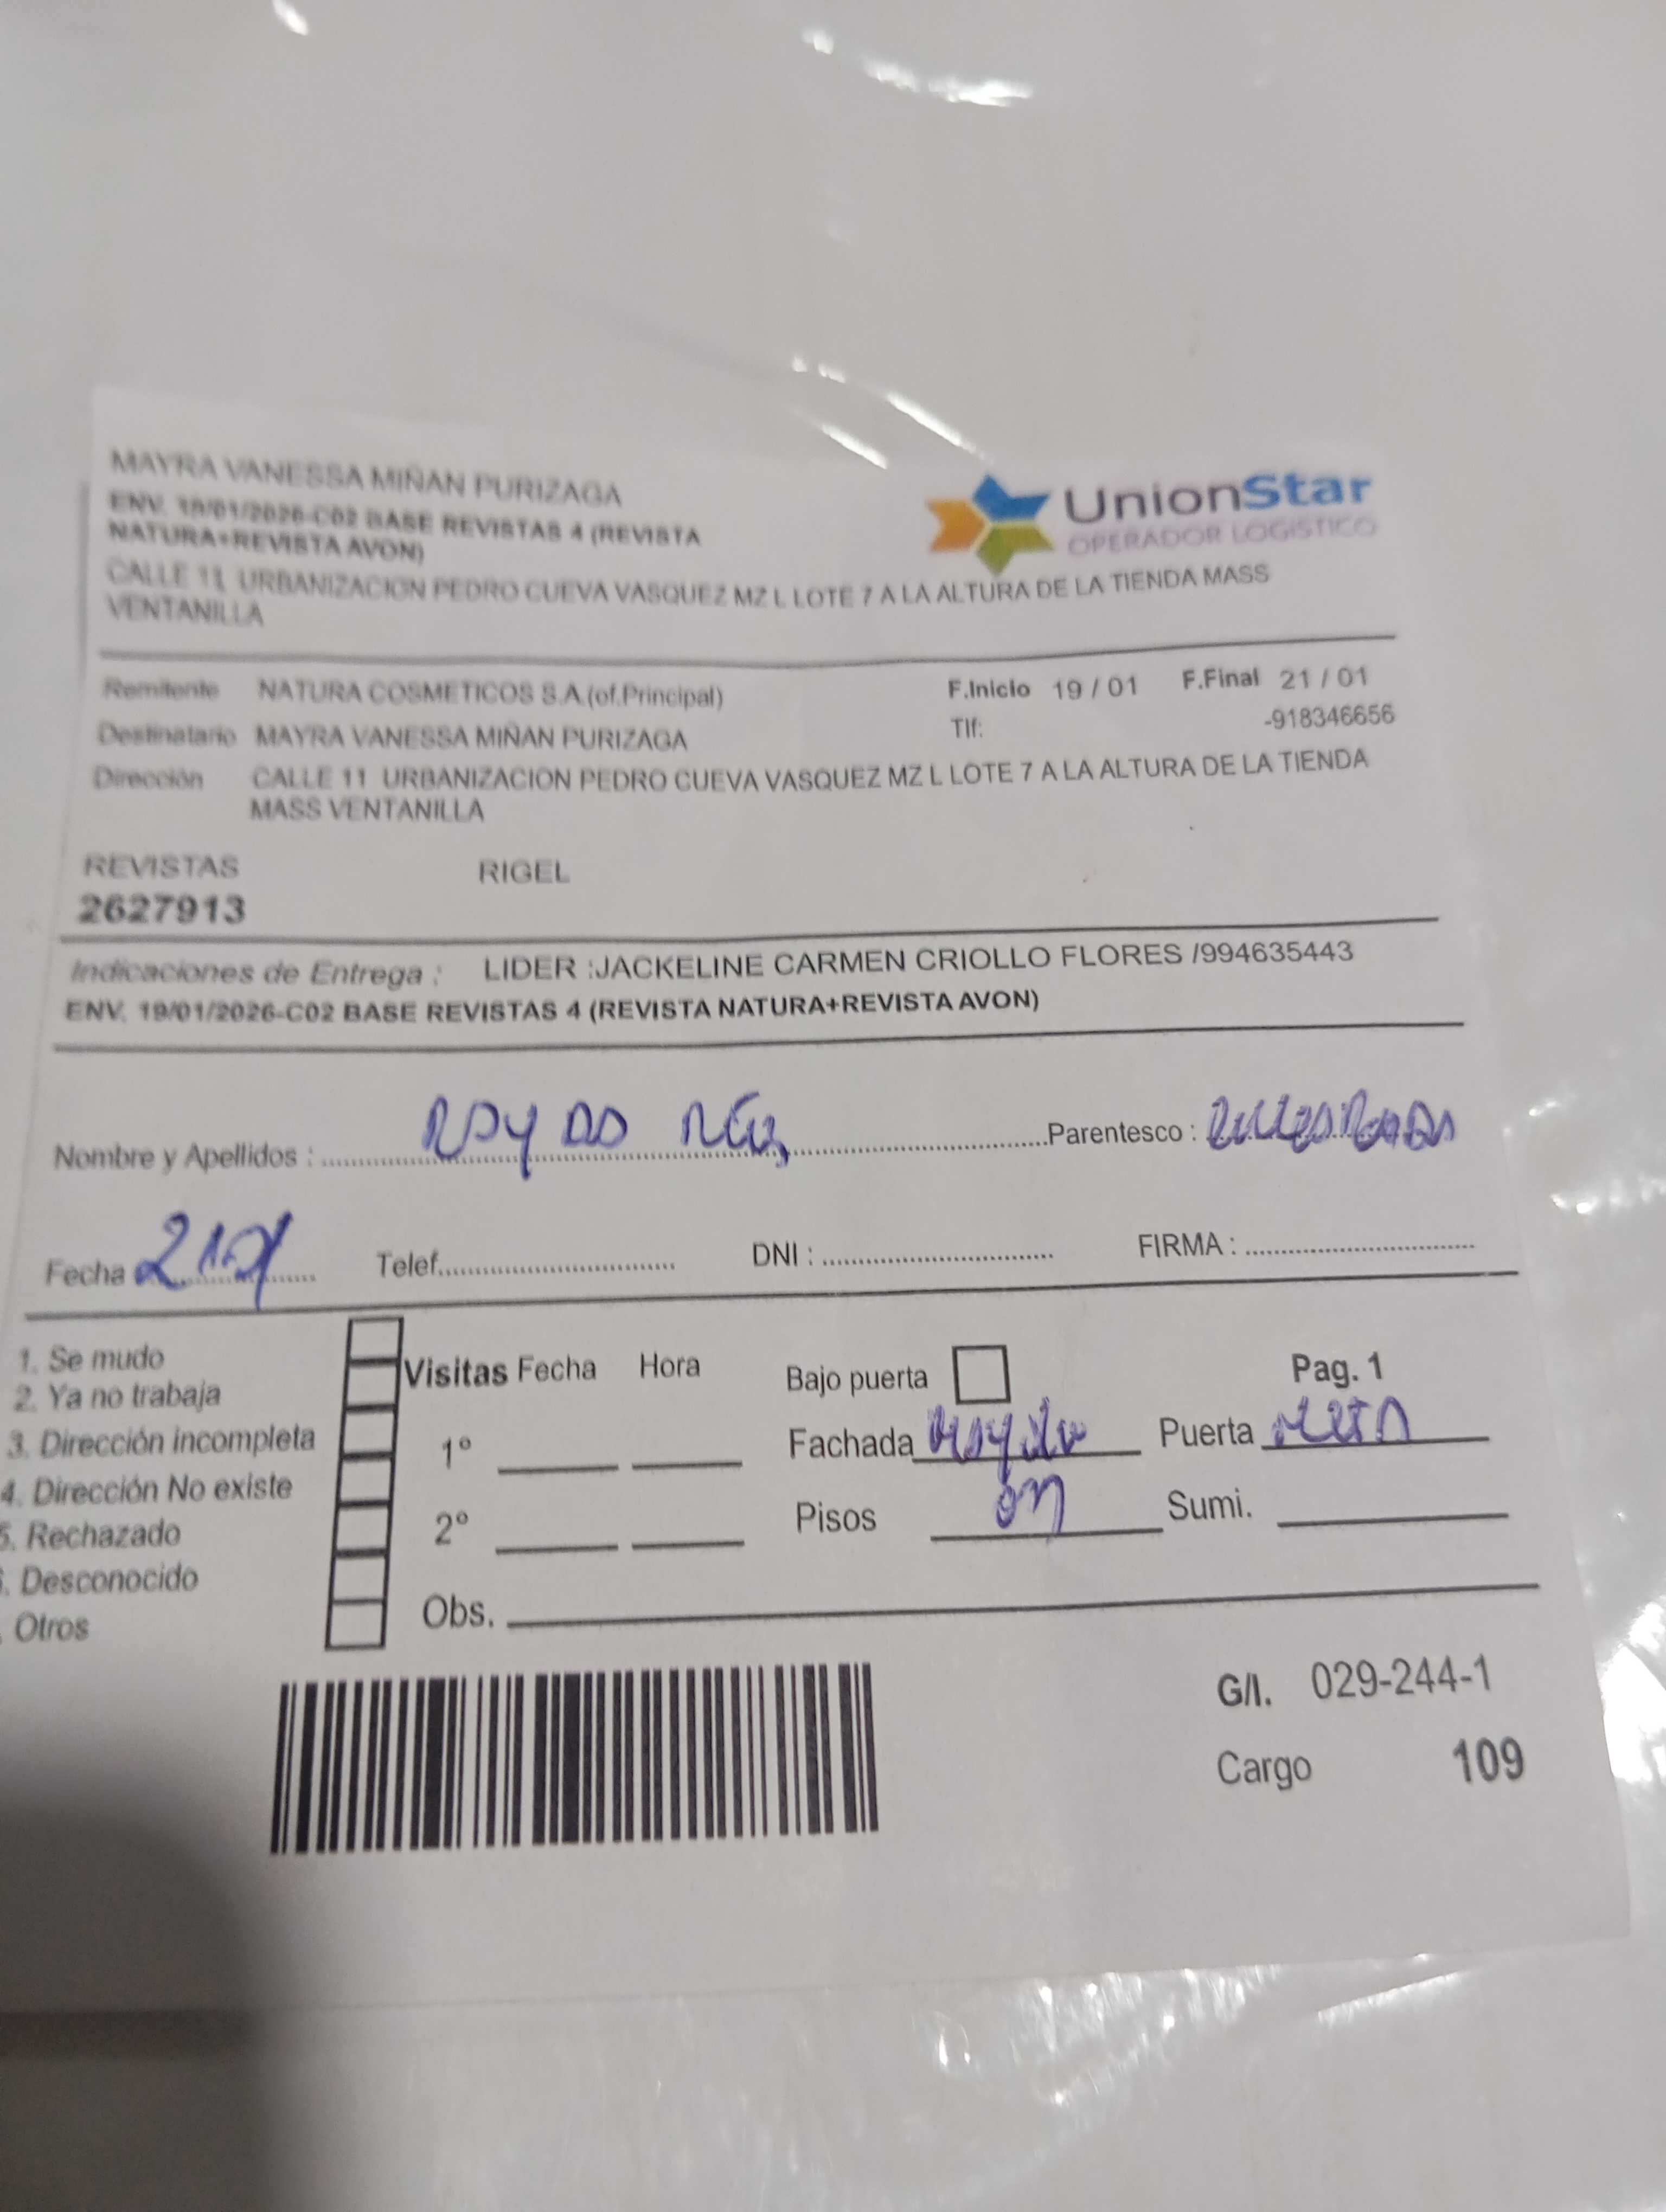 MAYRA VANESSA MIÑAN PURIZAGA
ENV. 19/01/2026-C02 BASE REVISTAS 4 (REVISTA
NATURA+REVISTA AVON)
CALLE 11 URBANIZACION PEDRO CUEVA VASQUEZ MZ L LOTE 7 A LA ALTURA DE LA TIENDA MASS
VENTANILLA
UnionStar
OPERADOR LOGISTICO
Remitente NATURA COSMETICOS S.A.(of.Principal) F.Inicio 19 / 01 F.Final 21 / 01
Destinatario MAYRA VANESSA MIÑAN PURIZAGA Tlf: -918346656
Dirección CALLE 11 URBANIZACION PEDRO CUEVA VASQUEZ MZ L LOTE 7 A LA ALTURA DE LA TIENDA
MASS VENTANILLA
REVISTAS RIGEL
2627913
Indicaciones de Entrega : LIDER :JACKELINE CARMEN CRIOLLO FLORES /994635443
ENV. 19/01/2026-C02 BASE REVISTAS 4 (REVISTA NATURA+REVISTA AVON)
Nombre y Apellidos : Parentesco :
Fecha Telef. DNI : FIRMA :
1. Se mudo
2. Ya no trabaja
3. Dirección incompleta
4. Dirección No existe
5. Rechazado
. Desconocido
. Otros
Visitas Fecha Hora
1°
2°
Obs.
Bajo puerta Pag. 1
Fachada Puerta
Pisos Sumi.
G/I. 029-244-1
Cargo 109